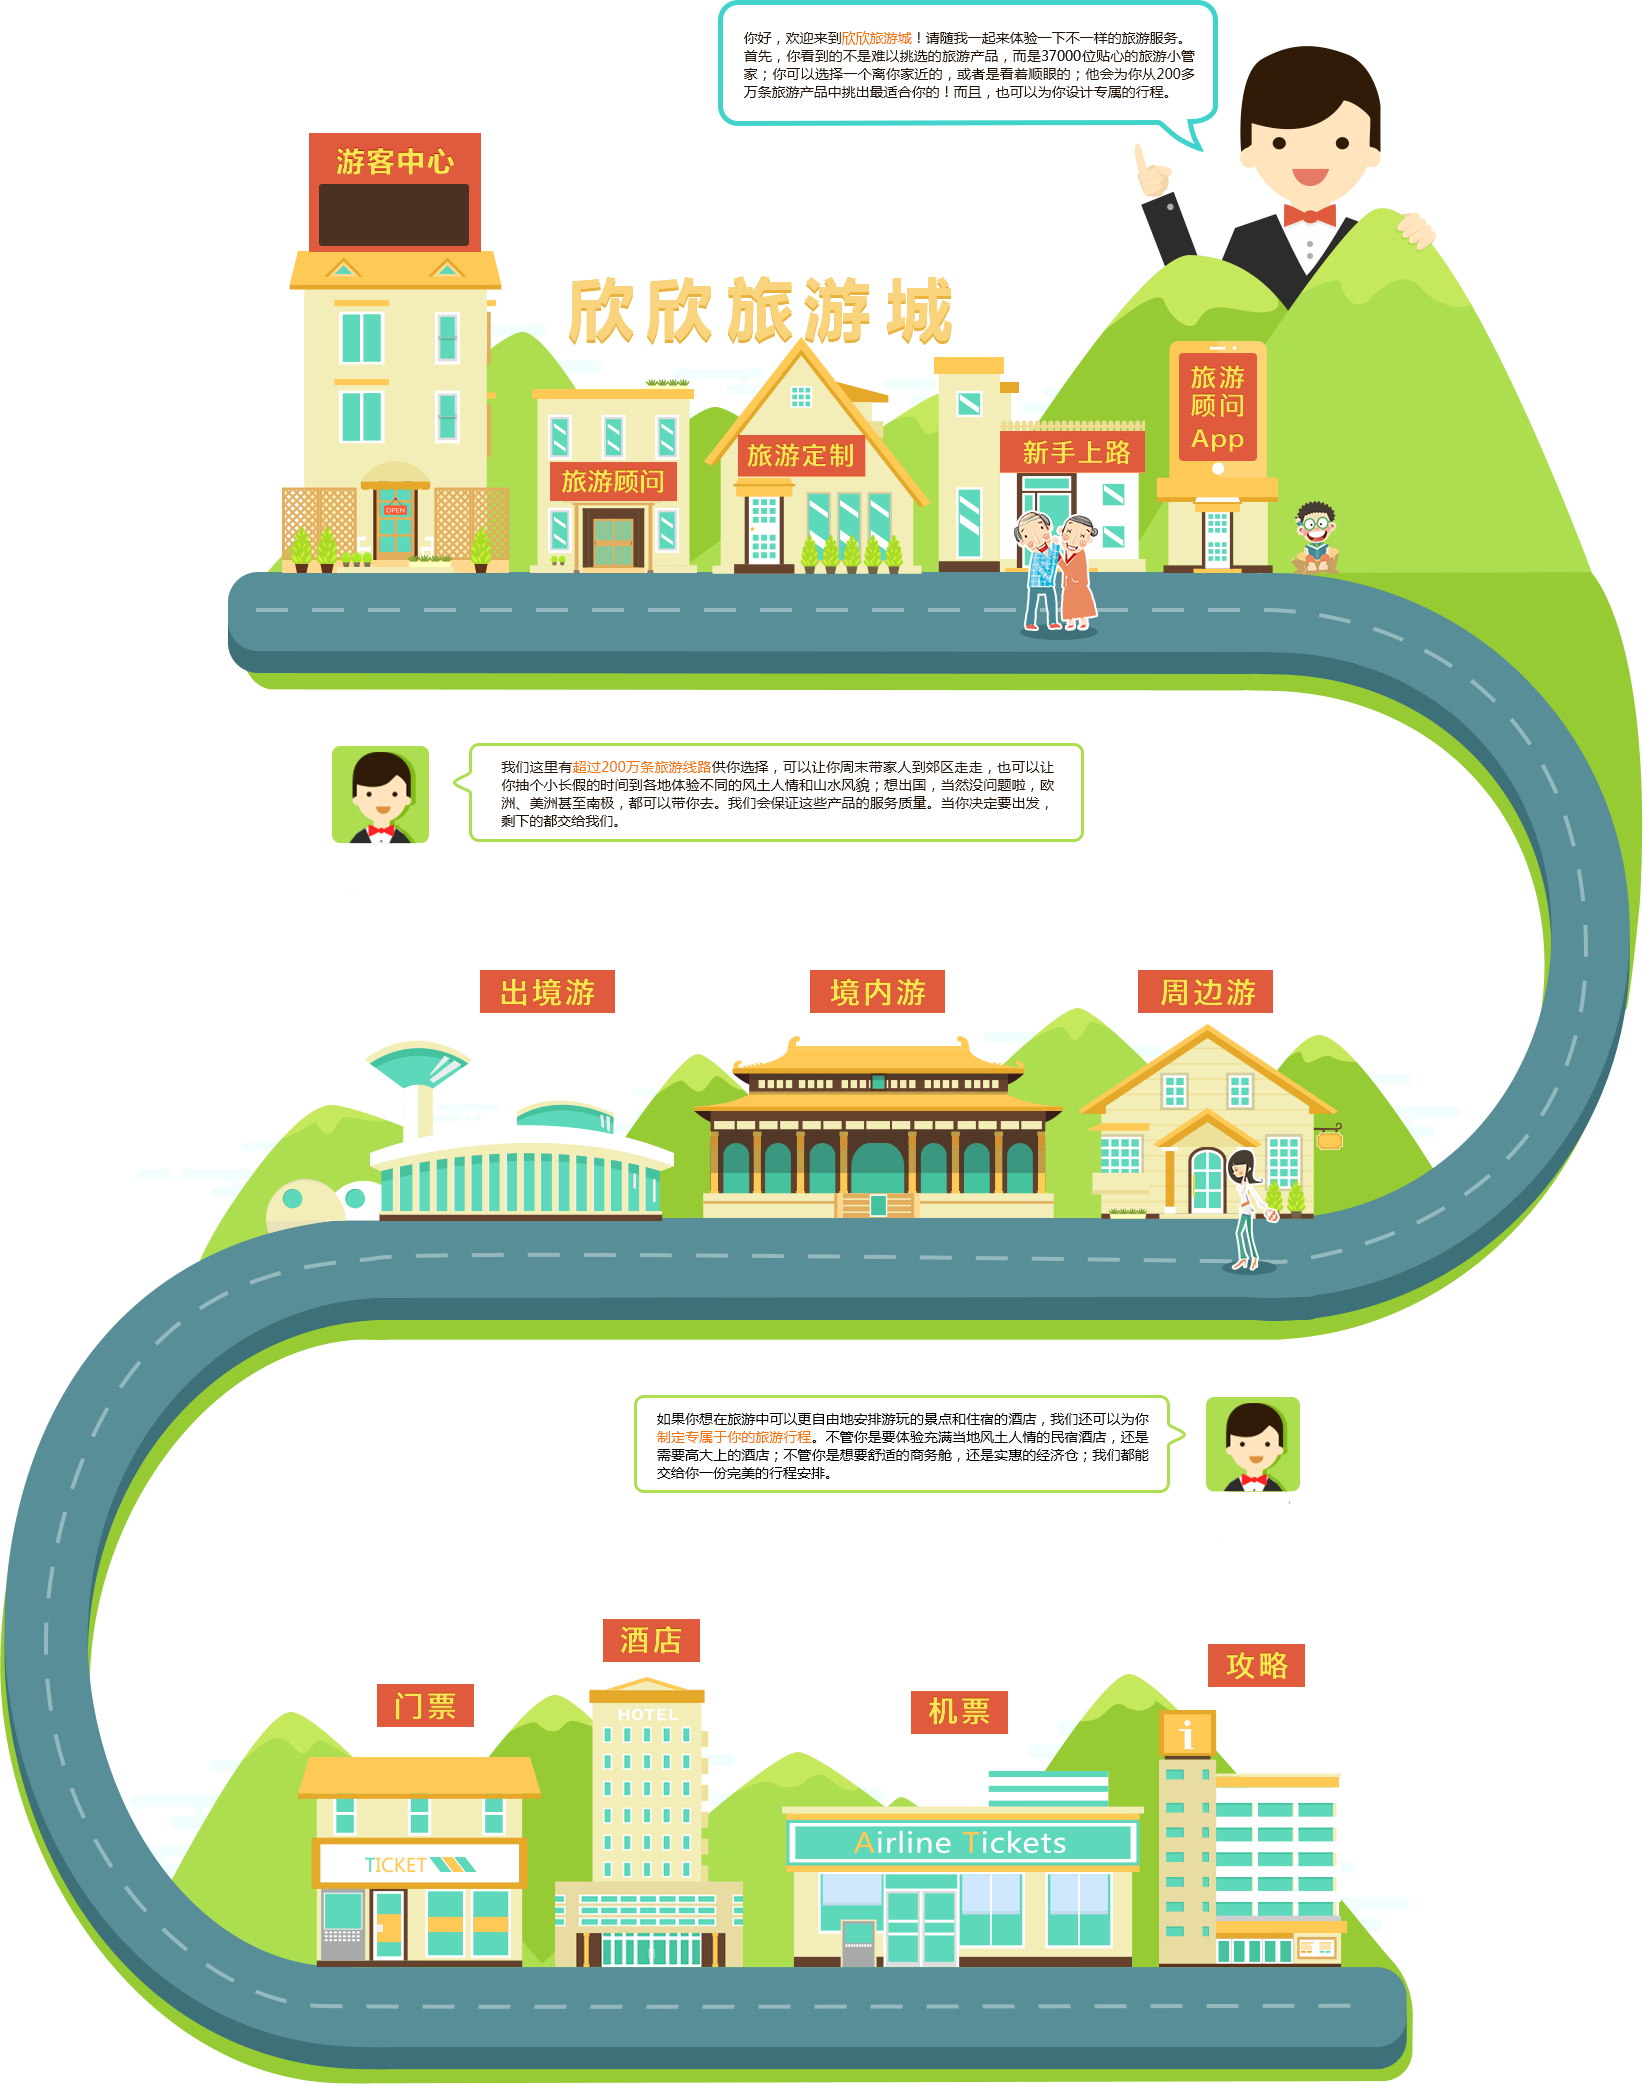 你好，欢迎来到欣欣旅游城！请随我一起来体验一下不一样的旅游服务。
首先，你看到的不是难以挑选的旅游产品，而是37000位贴心的旅游小管
家；你可以选择一个离你家近的，或者是看着顺眼的；他会为你从200多
万条旅游产品中挑出最适合你的！而且，也可以为你设计专属的行程。
游客中心
欣欣旅游城
旅游
顾问
App
旅游定制
新手上路
旅游顾问
OPEN
我们这里有超过200万条旅游线路供你选择，可以让你周末带家人到郊区走走，也可以让
你抽个小长假的时间到各地体验不同的风土人情和山水风貌；想出国，当然没问题啦，欧
洲、美洲甚至南极，都可以带你去。我们会保证这些产品的服务质量。当你决定要出发，
剩下的都交给我们。
出境游
境内游
周边游
如果你想在旅游中可以更自由地安排游玩的景点和住宿的酒店，我们还可以为你
制定专属于你的旅游行程。不管你是要体验充满当地风土人情的民宿酒店，还是
需要高大上的酒店；不管你是想要舒适的商务舱，还是实惠的经济仓；我们都能
交给你一份完美的行程安排。
酒店
攻略
门票
机票
HOTEL
i
Airline Tickets
TICKET